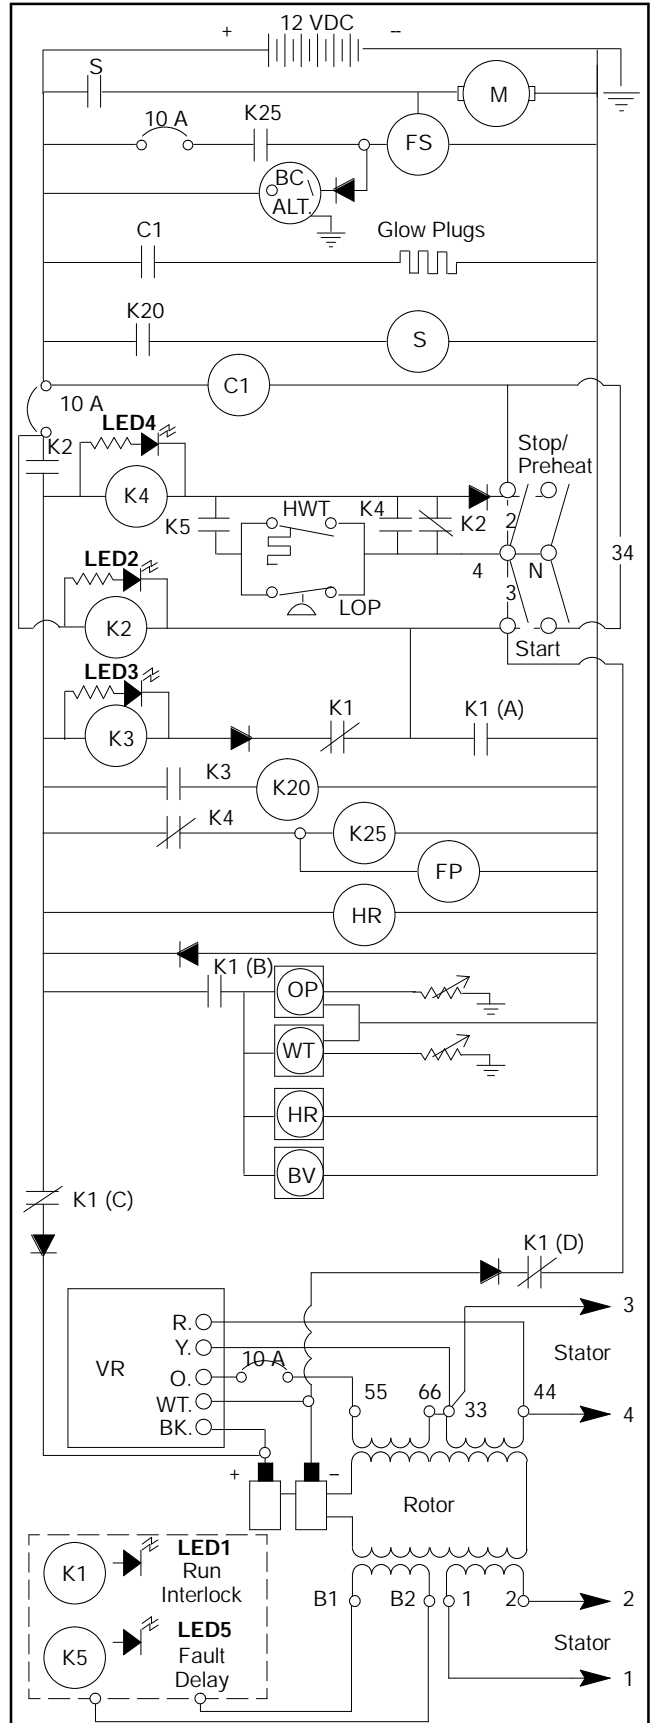 12 VDC
+
--
S
M
10 A
K25
FS
BC
ALT.
C1
Glow Plugs
K20
S
C1
10 A
LED4
K2
Stop/
Preheat
K4
HWT
K4
K5
K2
2
LED2
4
N
34
3
LOP
K2
Start
LED3
K1
K1 (A)
K3
K3
K20
K4
K25
FP
HR
K1 (B)
OP
WT
HR
BV
K1 (C)
K1 (D)
3
R.
Y.
Stator
VR
10 A
O.
55
66
33
44
WT.
4
BK.
+
–
Rotor
LED1
K1
Run
Interlock
B1
B2
1
2
2
LED5
K5
Fault
Delay
Stator
1